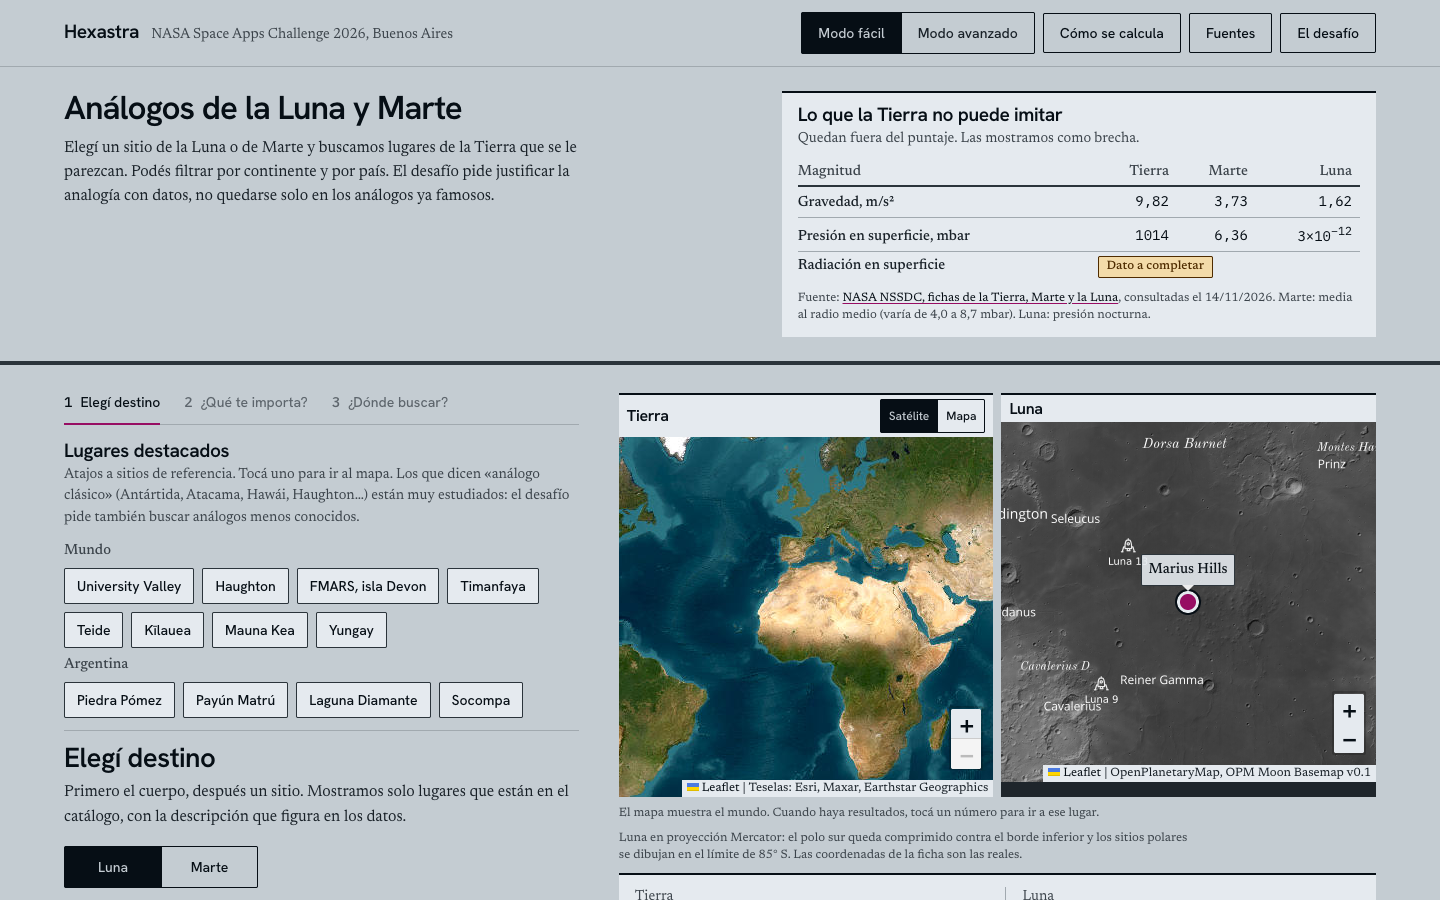 Hexastra NASA Space Apps Challenge 2026, Buenos Aires
Modo fácil Modo avanzado Cómo se calcula Fuentes El desafío
Análogos de la Luna y Marte
Elegí un sitio de la Luna o de Marte y buscamos lugares de la Tierra que se le
parezcan. Podés filtrar por continente y por país. El desafío pide justificar la
analogía con datos, no quedarse solo en los análogos ya famosos.
Lo que la Tierra no puede imitar
Quedan fuera del puntaje. Las mostramos como brecha.
Magnitud Tierra Marte Luna
Gravedad, m/s² 9,82 3,73 1,62
Presión en superficie, mbar 1014 6,36 3×10⁻¹²
Radiación en superficie Dato a completar
Fuente: NASA NSSDC, fichas de la Tierra, Marte y la Luna, consultadas el 14/11/2026. Marte: media
al radio medio (varía de 4,0 a 8,7 mbar). Luna: presión nocturna.
1 Elegí destino 2 ¿Qué te importa? 3 ¿Dónde buscar?
Lugares destacados
Atajos a sitios de referencia. Tocá uno para ir al mapa. Los que dicen «análogo
clásico» (Antártida, Atacama, Hawái, Haughton…) están muy estudiados: el desafío
pide también buscar análogos menos conocidos.
Mundo
University Valley Haughton FMARS, isla Devon Timanfaya
Teide Kīlauea Mauna Kea Yungay
Argentina
Piedra Pómez Payún Matrú Laguna Diamante Socompa
Elegí destino
Primero el cuerpo, después un sitio. Mostramos solo lugares que están en el
catálogo, con la descripción que figura en los datos.
Luna Marte
Tierra Satélite Mapa
+
−
Leaflet | Teselas: Esri, Maxar, Earthstar Geographics
Luna
Dorsa Burnet
Montes Ha
Prinz
dington Seleucus
Luna 1
Marius Hills
danus
Cavalerius D
Reiner Gamma
Luna 9
Cavalerius
+
−
Leaflet | OpenPlanetaryMap, OPM Moon Basemap v0.1
El mapa muestra el mundo. Cuando haya resultados, tocá un número para ir a ese lugar.
Luna en proyección Mercator: el polo sur queda comprimido contra el borde inferior y los sitios polares
se dibujan en el límite de 85° S. Las coordenadas de la ficha son las reales.
Tierra Luna